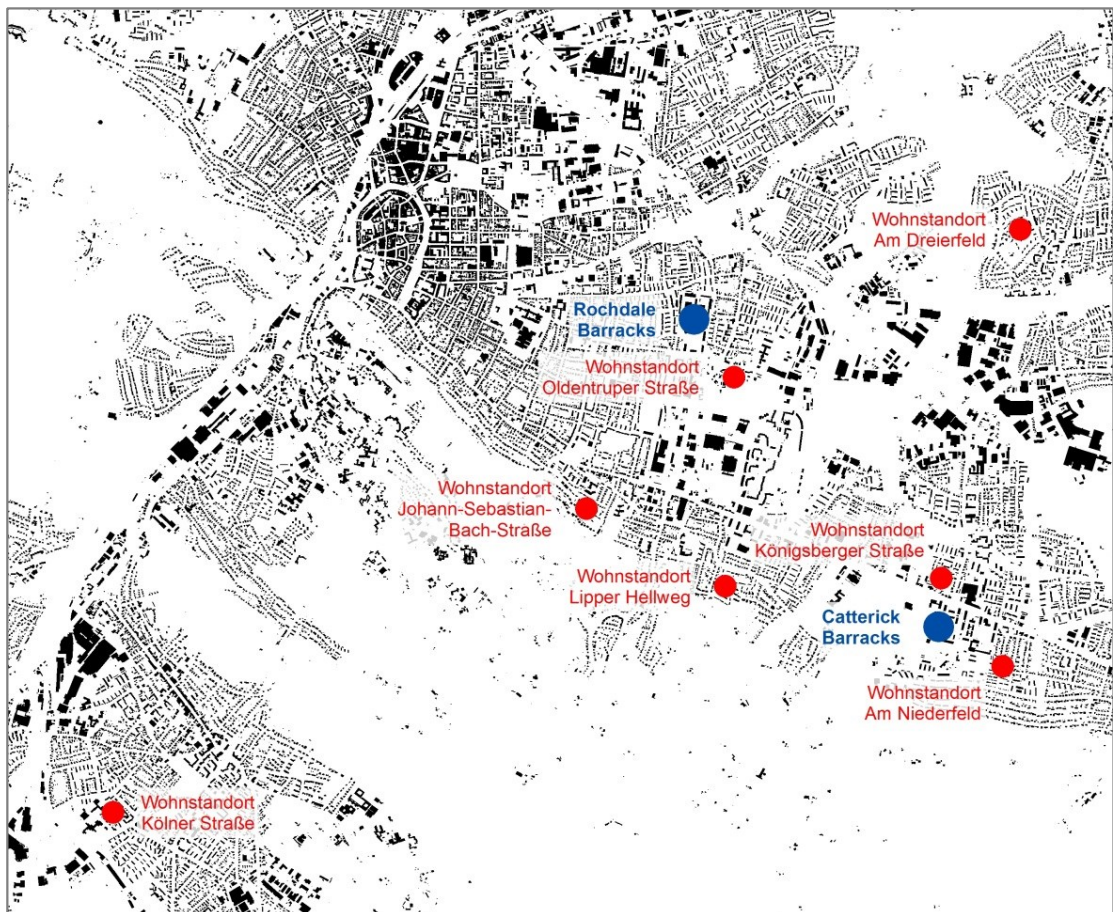 Wohnstandort
Am Dreierfeld
Rochdale
Barracks
Wohnstandort
Oldentruper Straße
Wohnstandort
Johann-Sebastian-
Bach-Straße
Wohnstandort
Königsberger Straße
Wohnstandort
Lipper Hellweg
Catterick
Barracks
Wohnstandort
Am Niederfeld
Wohnstandort
Kölner Straße